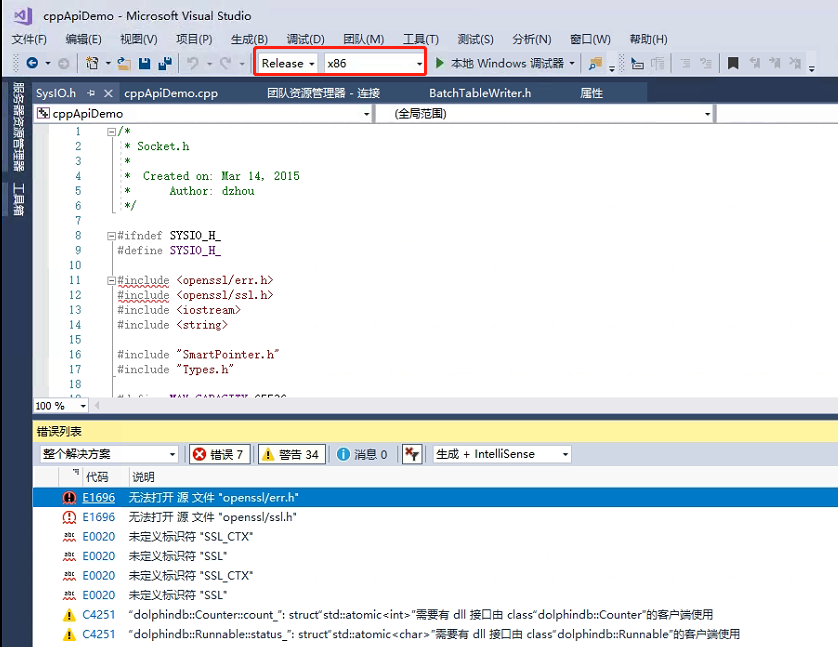 cppApiDemo - Microsoft Visual Studio
文件(F) 编辑(E) 视图(V) 项目(P) 生成(B) 调试(D) 团队(M) 工具(T) 测试(S) 分析(N) 窗口(W) 帮助(H)
Release x86 本地 Windows 调试器
服务器资源管理器
工具箱
SysIO.h cppApiDemo.cpp 团队资源管理器 - 连接 BatchTableWriter.h 属性
cppApiDemo (全局范围)
1 /*
2 * Socket.h
3 *
4 * Created on: Mar 14, 2015
5 * Author: dzhou
6 */
7
8 #ifndef SYSIO_H_
9 #define SYSIO_H_
10
11 #include <openssl/err.h>
12 #include <openssl/ssl.h>
13 #include <iostream>
14 #include <string>
15
16 #include "SmartPointer.h"
17 #include "Types.h"
18
100 %
错误列表
整个解决方案 错误 7 警告 34 消息 0 生成 + IntelliSense
代码 说明
E1696 无法打开 源 文件 "openssl/err.h"
E1696 无法打开 源 文件 "openssl/ssl.h"
E0020 未定义标识符 "SSL_CTX"
E0020 未定义标识符 "SSL"
E0020 未定义标识符 "SSL_CTX"
E0020 未定义标识符 "SSL"
C4251 “dolphindb::Counter::count_”: struct“std::atomic<int>”需要有 dll 接口由 class“dolphindb::Counter”的客户端使用
C4251 “dolphindb::Runnable::status_”: struct“std::atomic<char>”需要有 dll 接口由 class“dolphindb::Runnable”的客户端使用